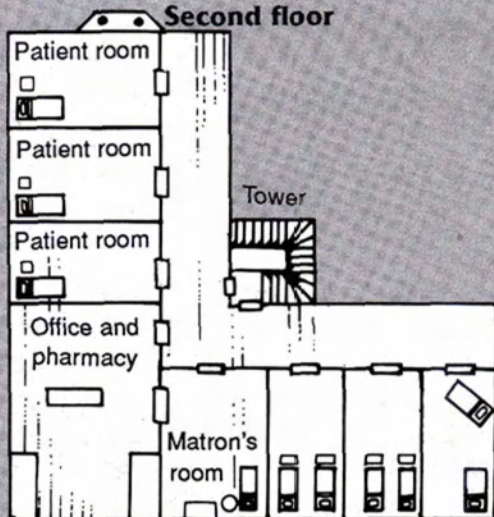 Second floor
Patient room
Patient room
Tower
Patient room
Office and
pharmacy
Matron's
room